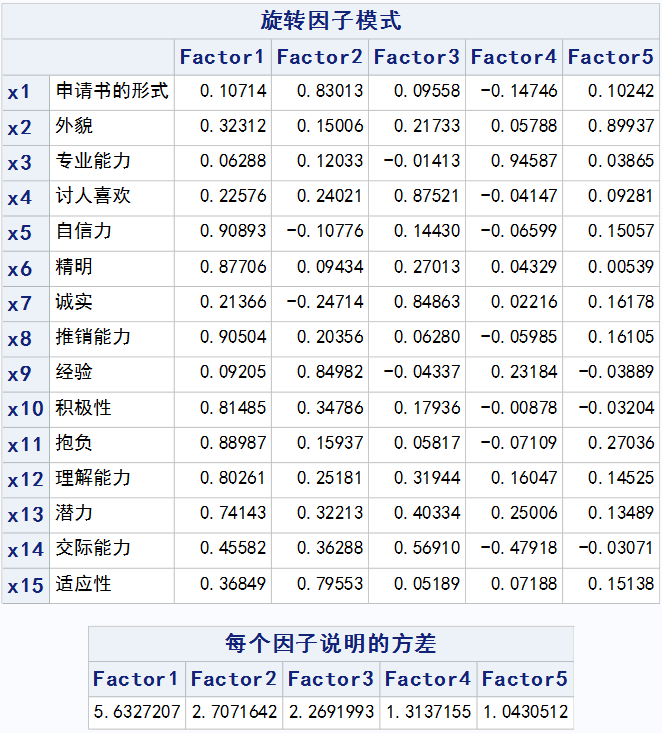 旋转因子模式
Factor1 Factor2 Factor3 Factor4 Factor5
x1 申请书的形式 0.10714 0.83013 0.09558 -0.14746 0.10242
x2 外貌 0.32312 0.15006 0.21733 0.05788 0.89937
x3 专业能力 0.06288 0.12033 -0.01413 0.94587 0.03865
x4 讨人喜欢 0.22576 0.24021 0.87521 -0.04147 0.09281
x5 自信力 0.90893 -0.10776 0.14430 -0.06599 0.15057
x6 精明 0.87706 0.09434 0.27013 0.04329 0.00539
x7 诚实 0.21366 -0.24714 0.84863 0.02216 0.16178
x8 推销能力 0.90504 0.20356 0.06280 -0.05985 0.16105
x9 经验 0.09205 0.84982 -0.04337 0.23184 -0.03889
x10 积极性 0.81485 0.34786 0.17936 -0.00878 -0.03204
x11 抱负 0.88987 0.15937 0.05817 -0.07109 0.27036
x12 理解能力 0.80261 0.25181 0.31944 0.16047 0.14525
x13 潜力 0.74143 0.32213 0.40334 0.25006 0.13489
x14 交际能力 0.45582 0.36288 0.56910 -0.47918 -0.03071
x15 适应性 0.36849 0.79553 0.05189 0.07188 0.15138
每个因子说明的方差
Factor1 Factor2 Factor3 Factor4 Factor5
5.6327207 2.7071642 2.2691993 1.3137155 1.0430512